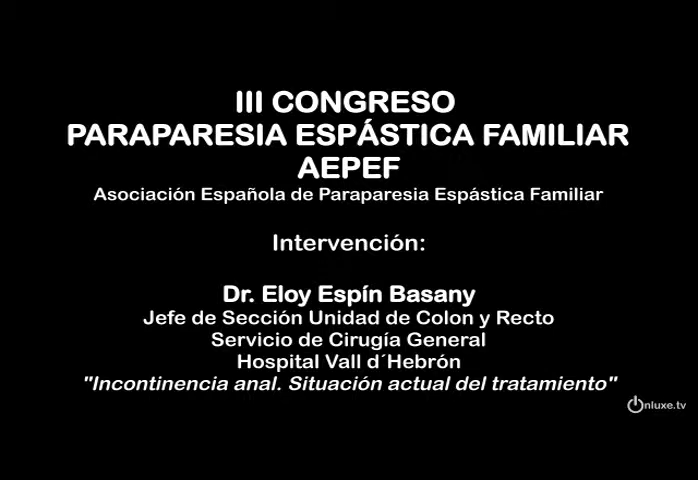 III CONGRESO
PARAPARESIA ESPÁSTICA FAMILIAR
AEPEF
Asociación Española de Paraparesia Espástica Familiar
Intervención:
Dr. Eloy Espín Basany
Jefe de Sección Unidad de Colon y Recto
Servicio de Cirugía General
Hospital Vall d´Hebrón
"Incontinencia anal. Situación actual del tratamiento"
Onluxe.tv